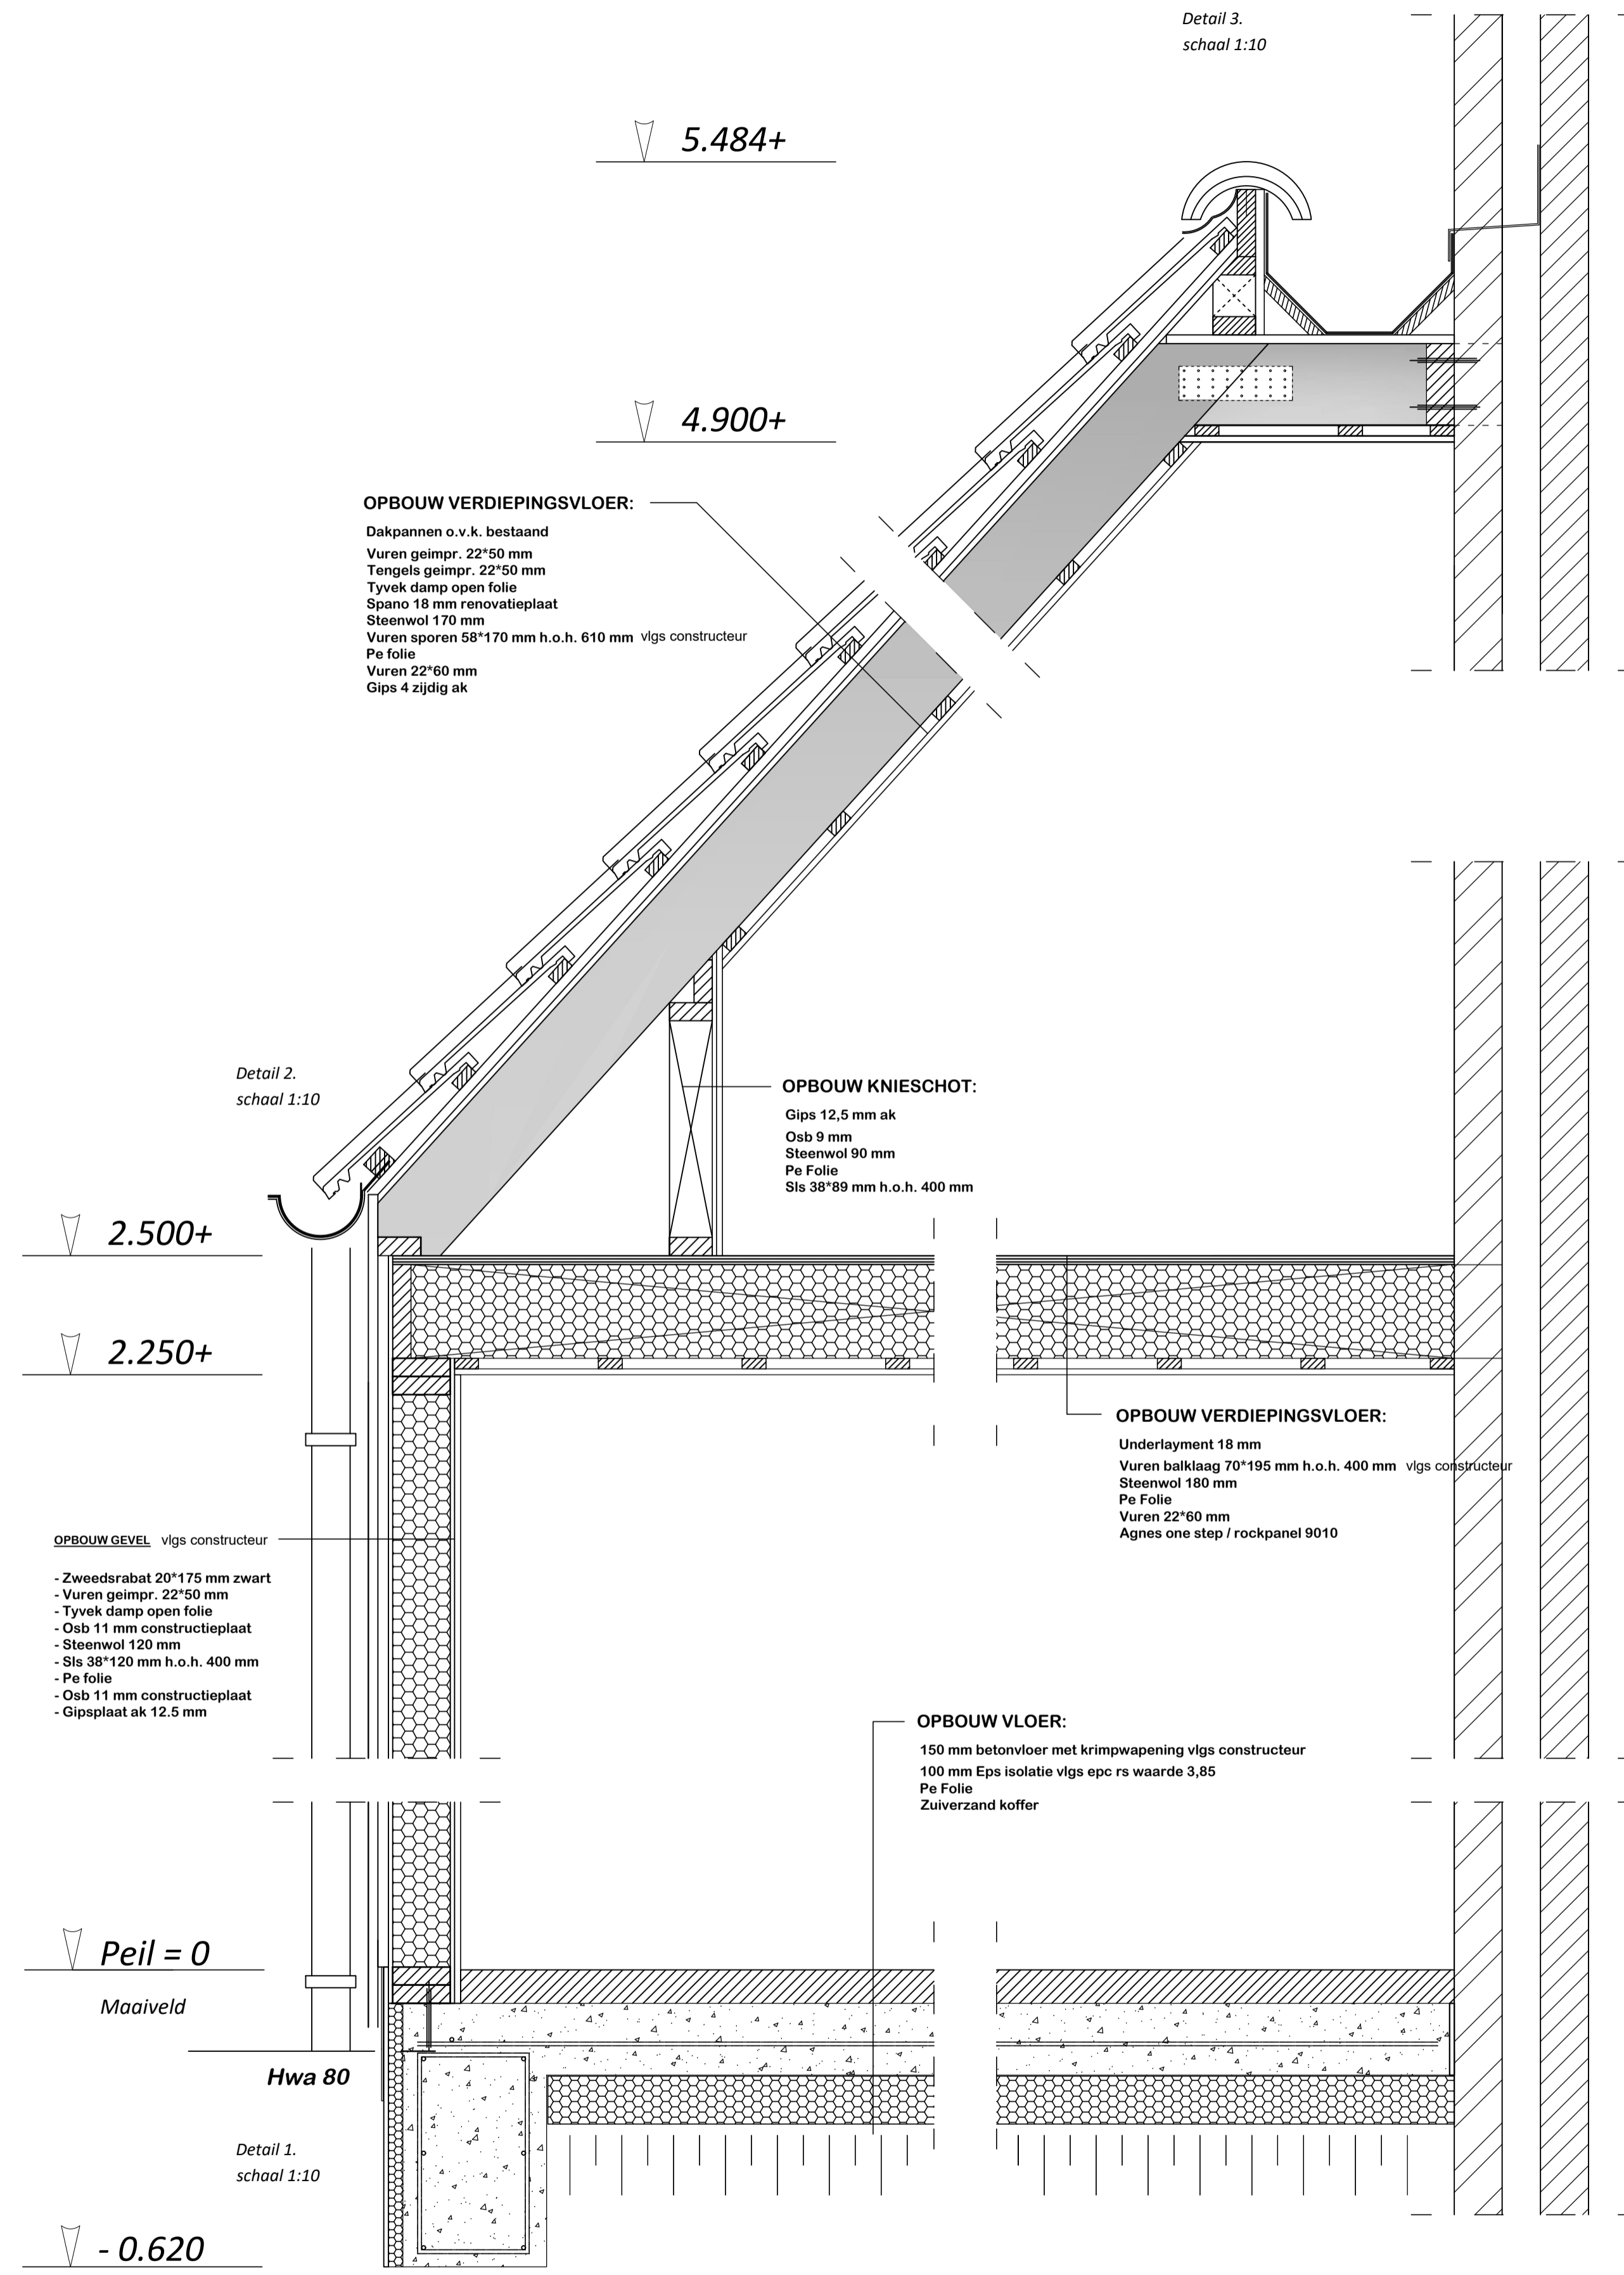 Detail 3.
schaal 1:10
5.484+
4.900+
OPBOUW VERDIEPINGSVLOER:
Dakpannen o.v.k. bestaand
Vuren geimpr. 22*50 mm
Tengels geimpr. 22*50 mm
Tyvek damp open folie
Spano 18 mm renovatieplaat
Steenwol 170 mm
Vuren sporen 58*170 mm h.o.h. 610 mm vlgs constructeur
Pe folie
Vuren 22*60 mm
Gips 4 zijdig ak
Detail 2.
schaal 1:10
OPBOUW KNIESCHOT:
Gips 12,5 mm ak
Osb 9 mm
Steenwol 90 mm
Pe Folie
Sls 38*89 mm h.o.h. 400 mm
2.500+
2.250+
OPBOUW VERDIEPINGSVLOER:
Underlayment 18 mm
Vuren balklaag 70*195 mm h.o.h. 400 mm vlgs constructeur
Steenwol 180 mm
Pe Folie
Vuren 22*60 mm
Agnes one step / rockpanel 9010
OPBOUW GEVEL vlgs constructeur
- Zweedsrabat 20*175 mm zwart
- Vuren geimpr. 22*50 mm
- Tyvek damp open folie
- Osb 11 mm constructieplaat
- Steenwol 120 mm
- Sls 38*120 mm h.o.h. 400 mm
- Pe folie
- Osb 11 mm constructieplaat
- Gipsplaat ak 12.5 mm
OPBOUW VLOER:
150 mm betonvloer met krimpwapening vlgs constructeur
100 mm Eps isolatie vlgs epc rs waarde 3,85
Pe Folie
Zuiverzand koffer
Peil = 0
Maaiveld
Hwa 80
Detail 1.
schaal 1:10
- 0.620